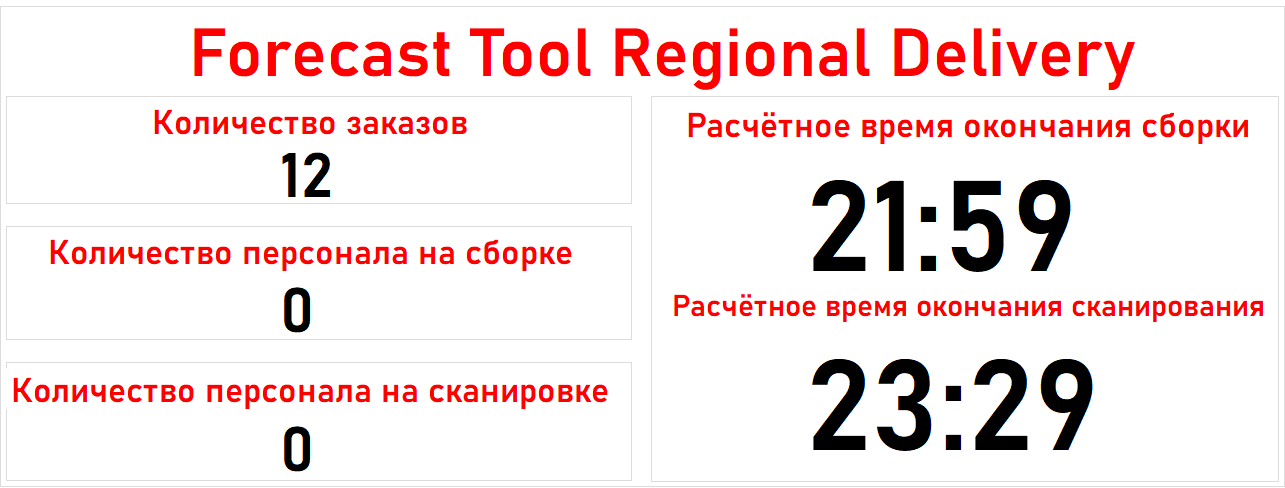 Forecast Tool Regional Delivery
Количество заказов
12
Количество персонала на сборке
0
Количество персонала на сканировке
0
Расчётное время окончания сборки
21:59
Расчётное время окончания сканирования
23:29